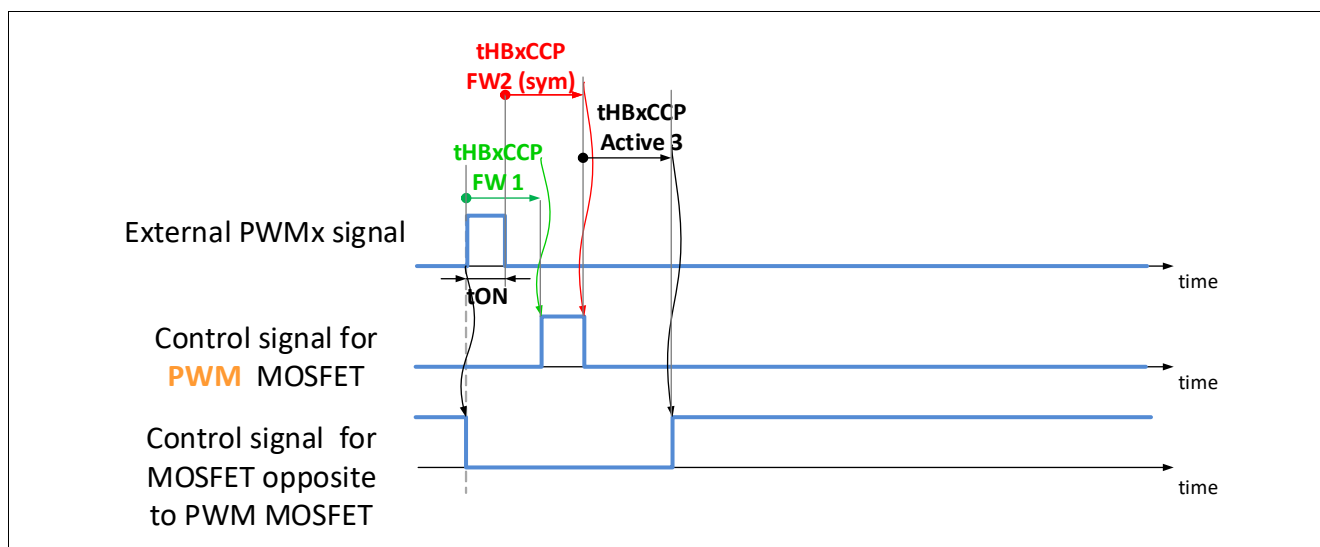 tHBxCCP
FW2 (sym)
tHBxCCP
Active 3
tHBxCCP
FW 1
External PWMx signal
time
tON
Control signal for
PWM MOSFET
time
Control signal for
MOSFET opposite
to PWM MOSFET
time